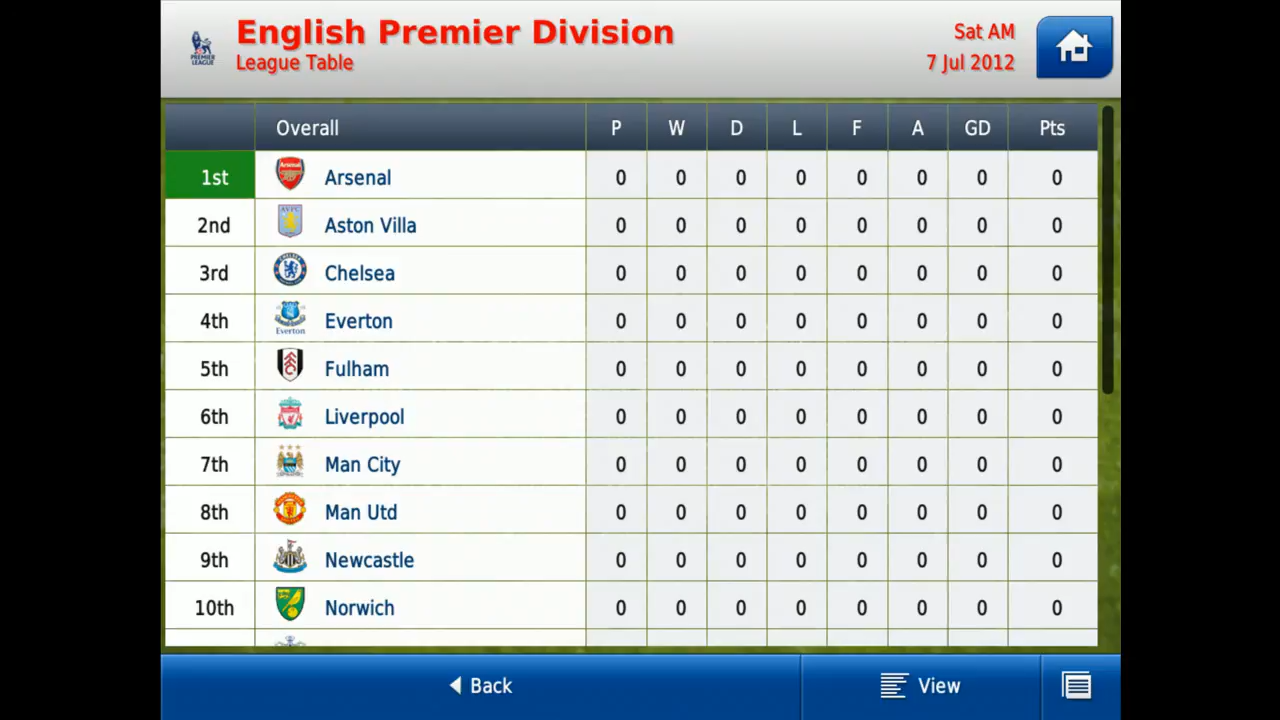 English Premier Division
League Table
Sat AM
7 Jul 2012
PREMIER
LEAGUE
Overall P W D L F A GD Pts
1st Arsenal Arsenal 0 0 0 0 0 0 0 0
2nd AVFC Aston Villa 0 0 0 0 0 0 0 0
3rd Chelsea 0 0 0 0 0 0 0 0
4th Everton Everton 0 0 0 0 0 0 0 0
5th Fulham 0 0 0 0 0 0 0 0
6th Liverpool 0 0 0 0 0 0 0 0
7th Man City 0 0 0 0 0 0 0 0
8th Man Utd 0 0 0 0 0 0 0 0
9th Newcastle 0 0 0 0 0 0 0 0
10th Norwich 0 0 0 0 0 0 0 0
Back
View